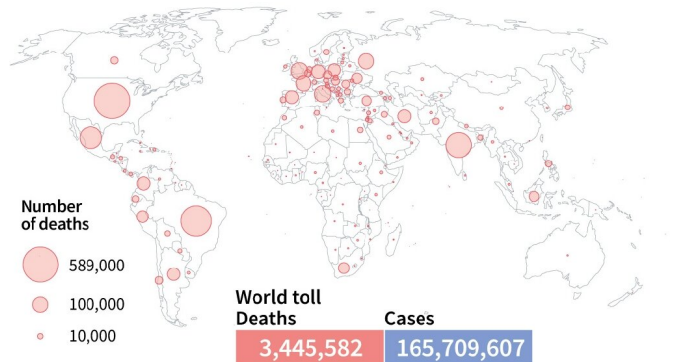 Number
of deaths
589,000
100,000
10,000
World toll
Deaths Cases
3,445,582 165,709,607